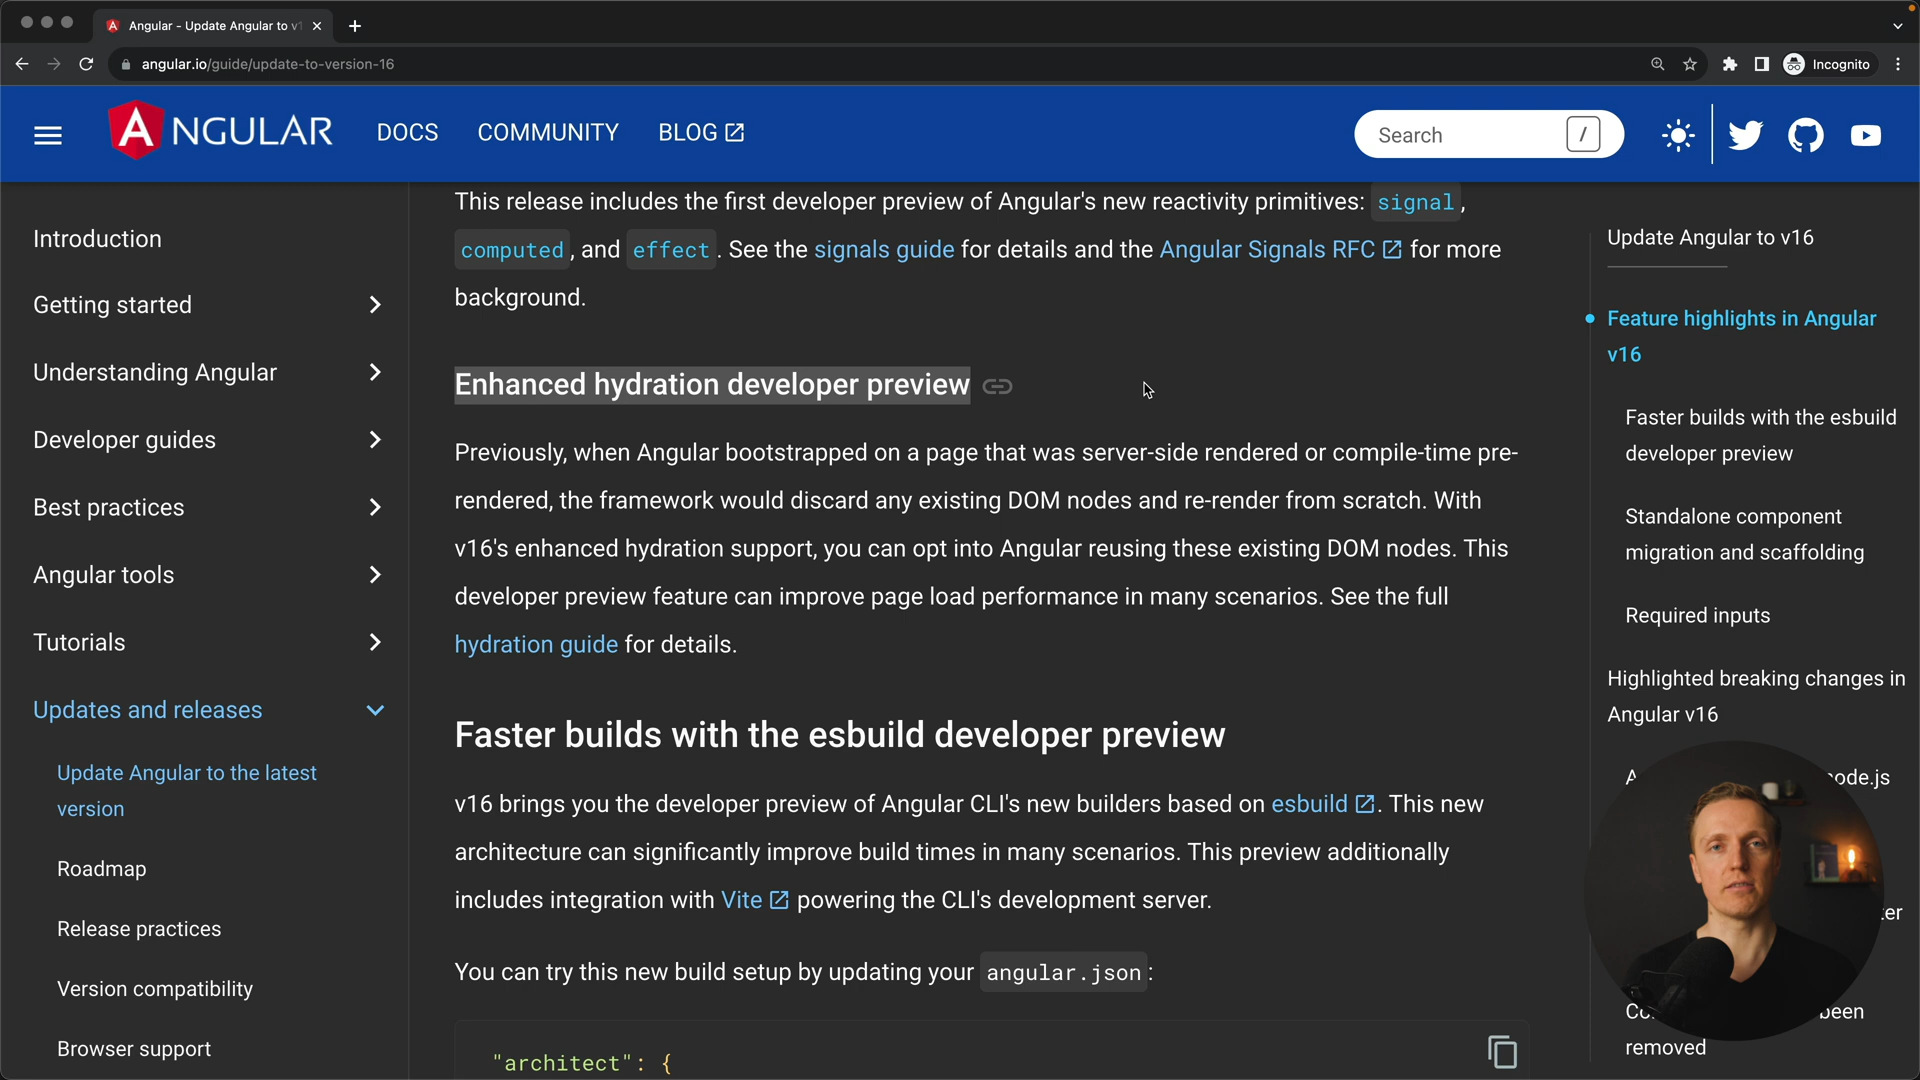 Angular - Update Angular to v1
angular.io/guide/update-to-version-16
Incognito
ANGULAR
DOCS
COMMUNITY
BLOG
Search
/
Introduction
Getting started
Understanding Angular
Developer guides
Best practices
Angular tools
Tutorials
Updates and releases
Update Angular to the latest
version
Roadmap
Release practices
Version compatibility
Browser support
This release includes the first developer preview of Angular's new reactivity primitives: signal,
computed, and effect. See the signals guide for details and the Angular Signals RFC for more
background.
Enhanced hydration developer preview
Previously, when Angular bootstrapped on a page that was server-side rendered or compile-time pre-
rendered, the framework would discard any existing DOM nodes and re-render from scratch. With
v16's enhanced hydration support, you can opt into Angular reusing these existing DOM nodes. This
developer preview feature can improve page load performance in many scenarios. See the full
hydration guide for details.
Faster builds with the esbuild developer preview
v16 brings you the developer preview of Angular CLI's new builders based on esbuild. This new
architecture can significantly improve build times in many scenarios. This preview additionally
includes integration with Vite powering the CLI's development server.
You can try this new build setup by updating your angular.json:
"architect": {
Update Angular to v16
Feature highlights in Angular
v16
Faster builds with the esbuild
developer preview
Standalone component
migration and scaffolding
Required inputs
Highlighted breaking changes in
Angular v16
ode.js
er
been
removed